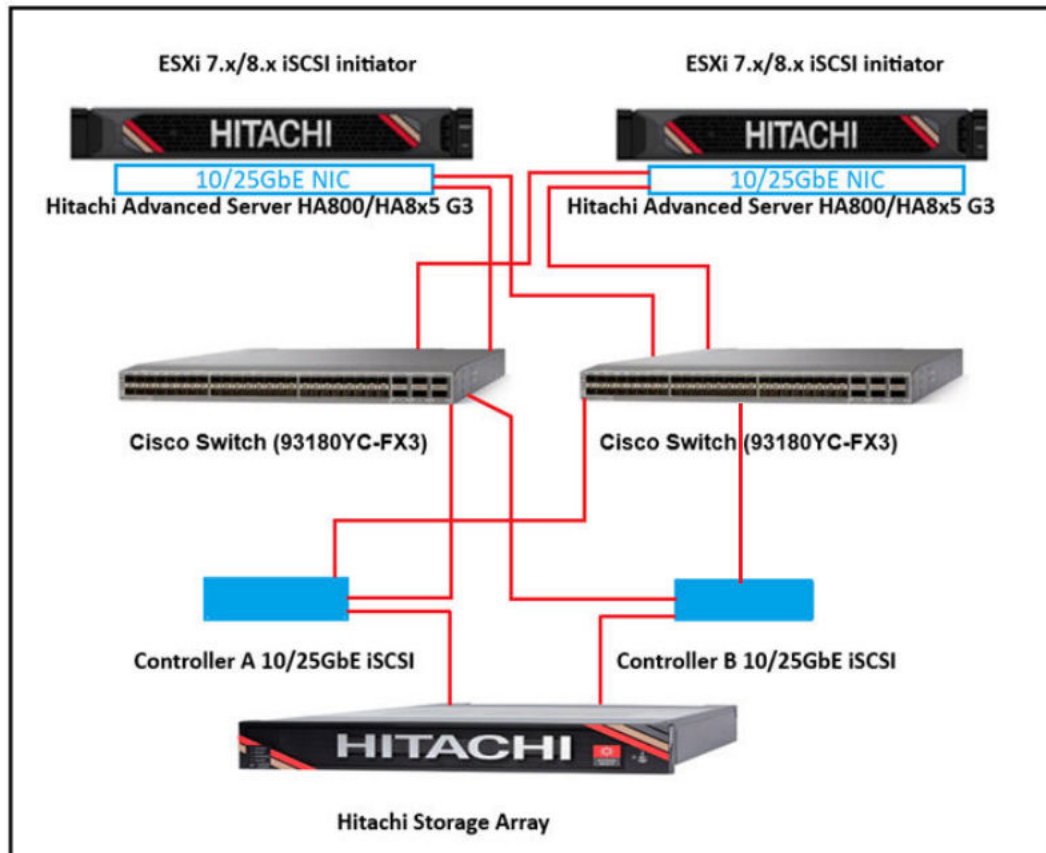 ESXi 7.x/8.x iSCSI initiator
ESXi 7.x/8.x iSCSI initiator
HITACHI
HITACHI
10/25GbE NIC
10/25GbE NIC
Hitachi Advanced Server HA800/HA8x5 G3
Hitachi Advanced Server HA800/HA8x5 G3
Cisco Switch (93180YC-FX3)
Cisco Switch (93180YC-FX3)
Controller A 10/25GbE iSCSI
Controller B 10/25GbE iSCSI
HITACHI
Hitachi Storage Array